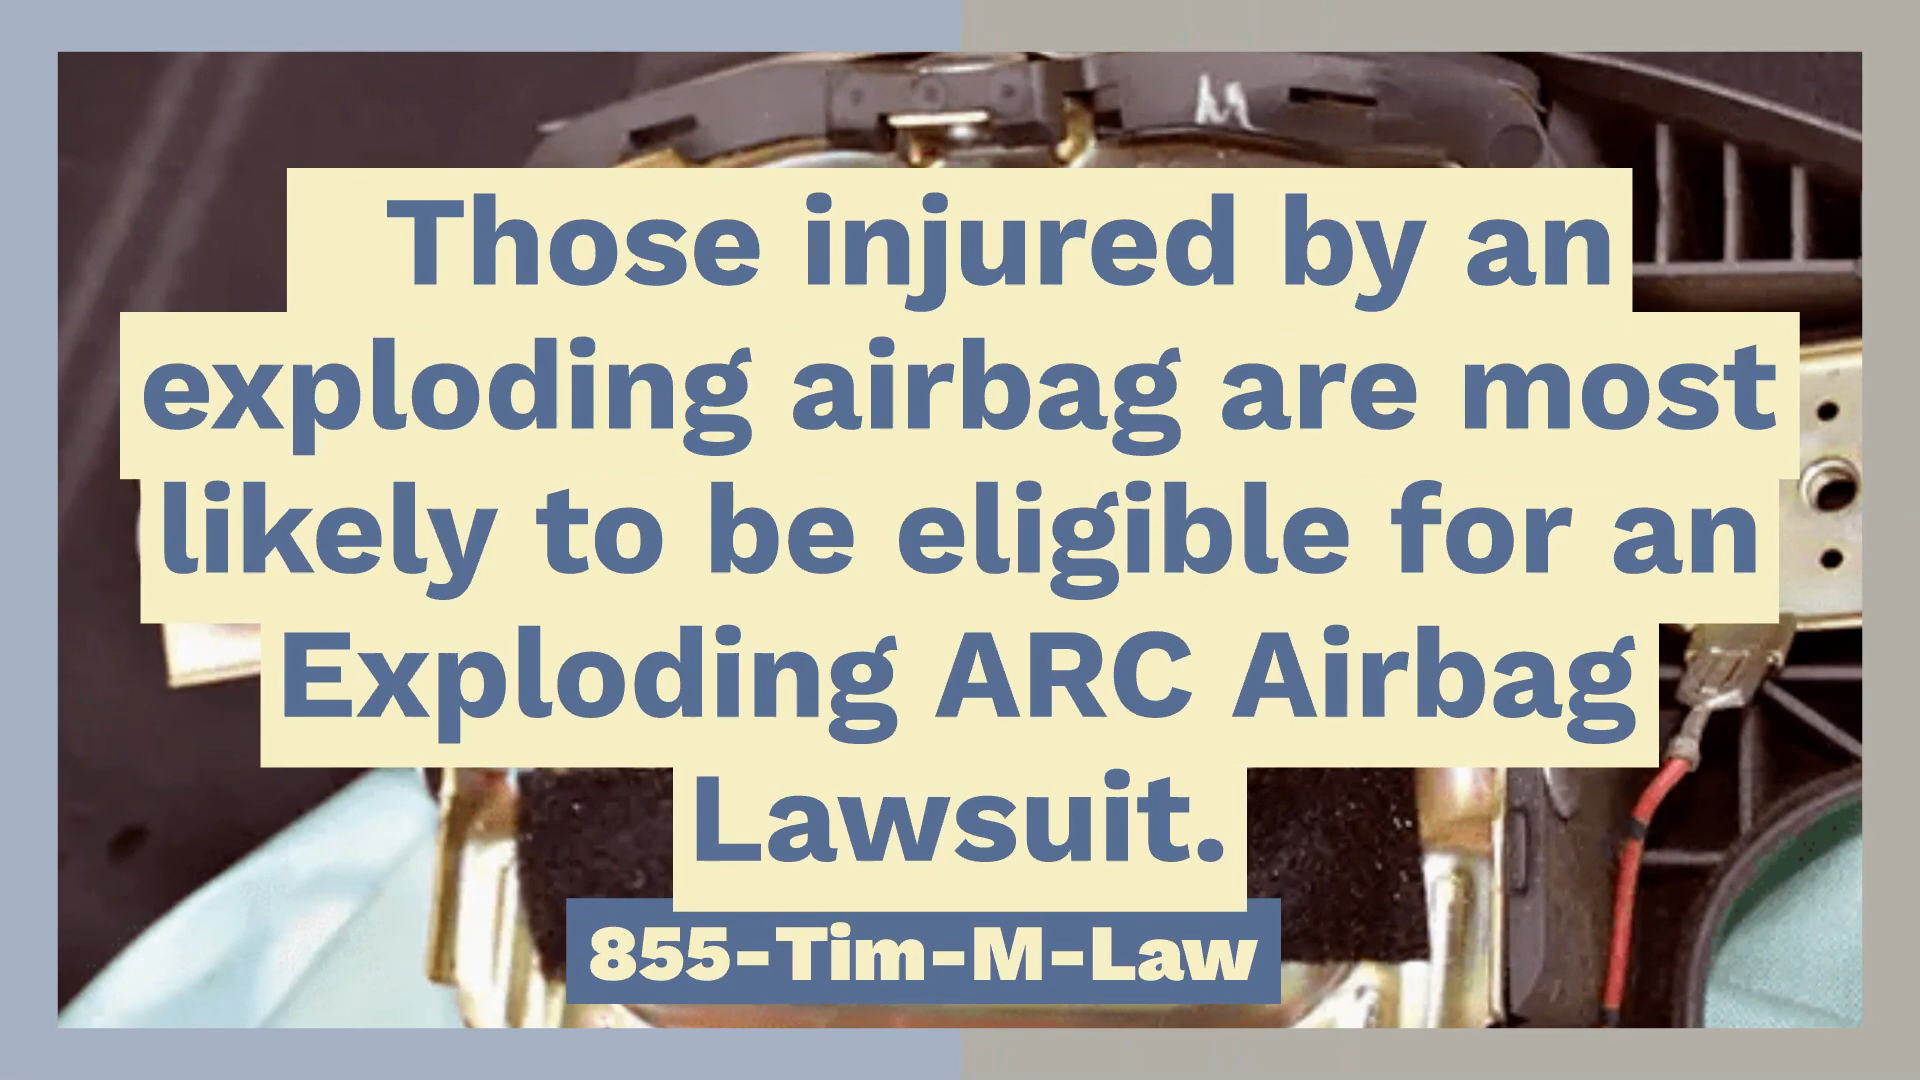 Those injured by an
exploding airbag are most
likely to be eligible for an
Exploding ARC Airbag
Lawsuit.
855-Tim-M-Law
M